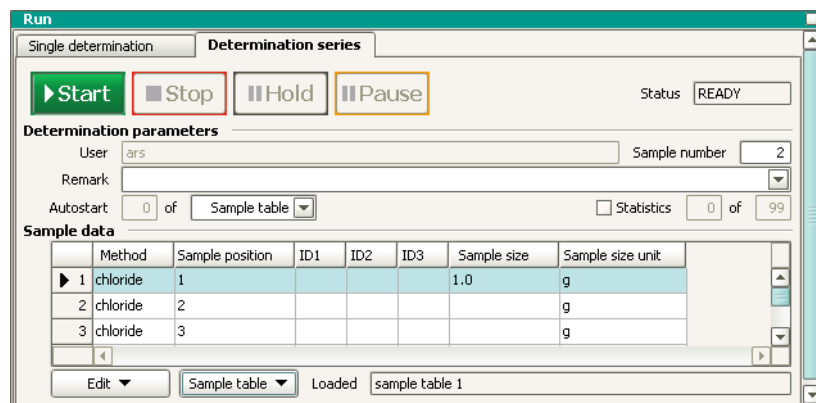 Run
Single determination Determination series
Start Stop Hold Pause Status READY
Determination parameters
User ars Sample number 2
Remark
Autostart 0 of Sample table Statistics 0 of 99
Sample data
Method Sample position ID1 ID2 ID3 Sample size Sample size unit
1 chloride 1 1.0 g
2 chloride 2 g
3 chloride 3 g
Edit Sample table Loaded sample table 1